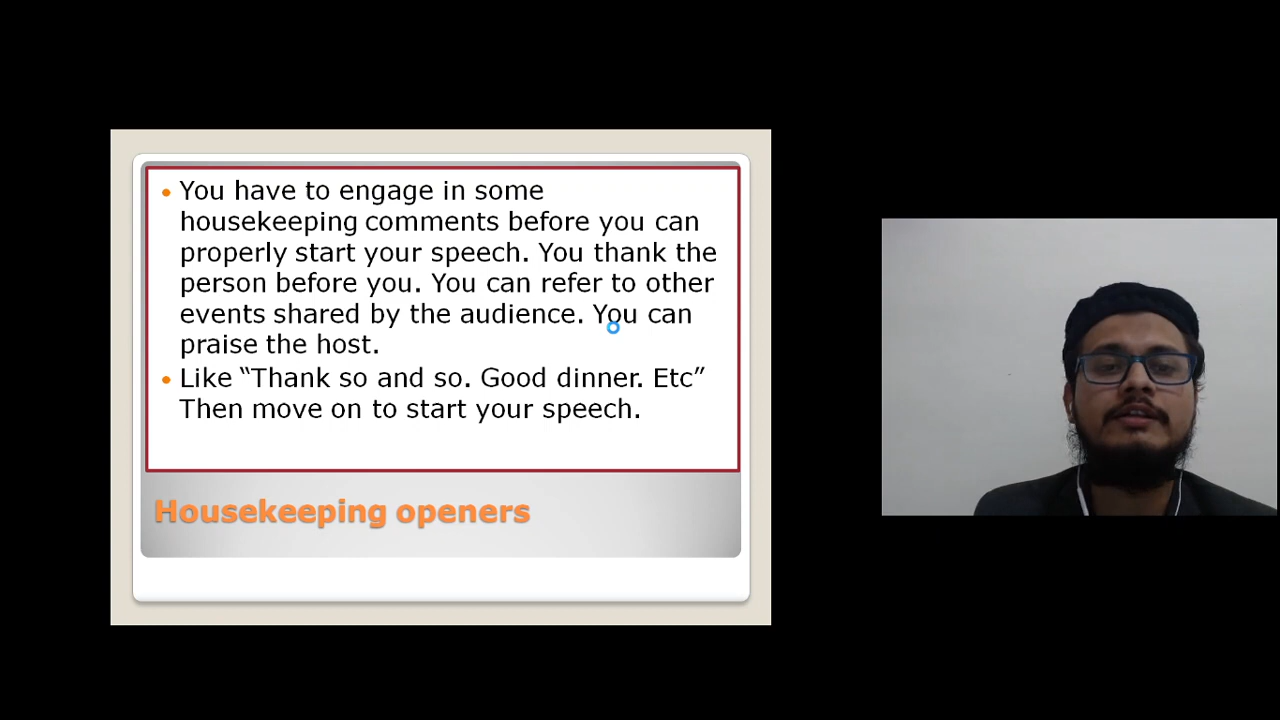 You have to engage in some
housekeeping comments before you can
properly start your speech. You thank the
person before you. You can refer to other
events shared by the audience. You can
praise the host.
Like “Thank so and so. Good dinner. Etc”
Then move on to start your speech.
Housekeeping openers